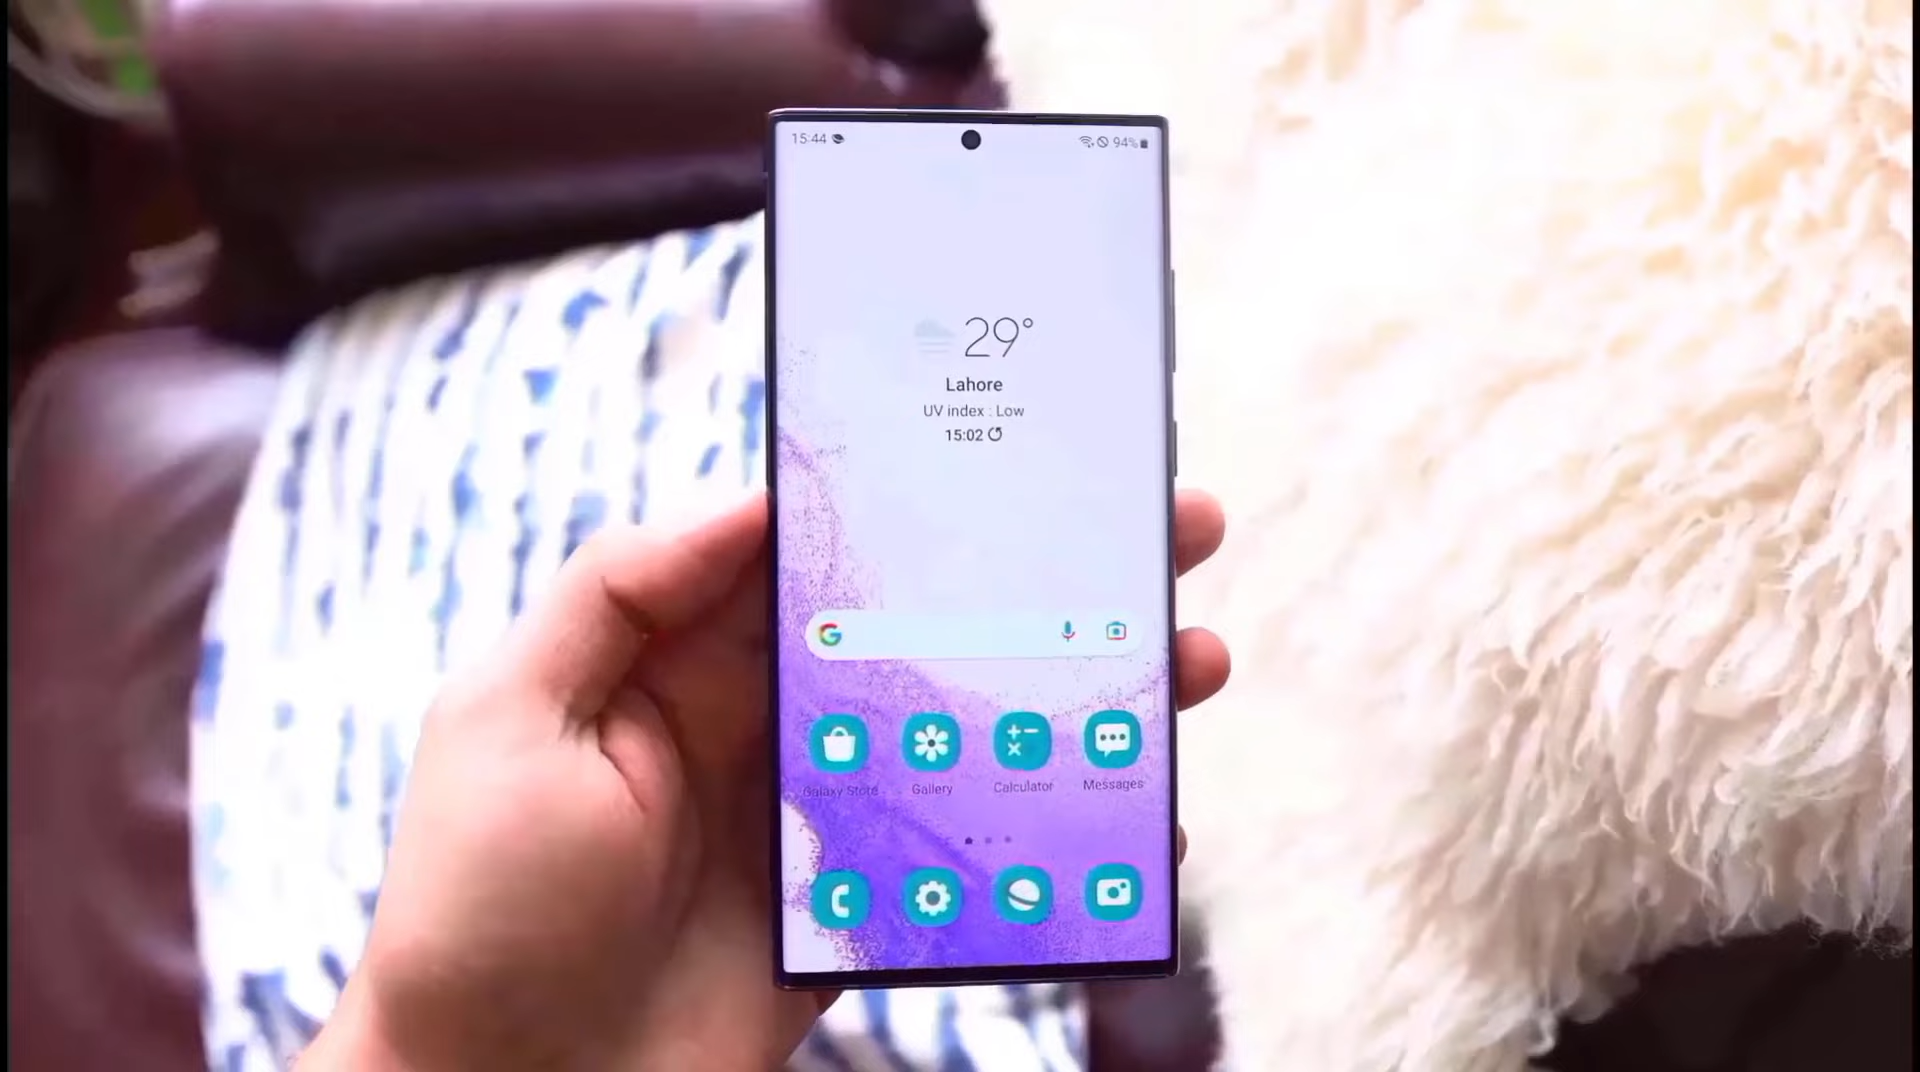 15:44
94%
29°
Lahore
UV index : Low
15:02
G
Galaxy Store
Gallery
Calculator
Messages